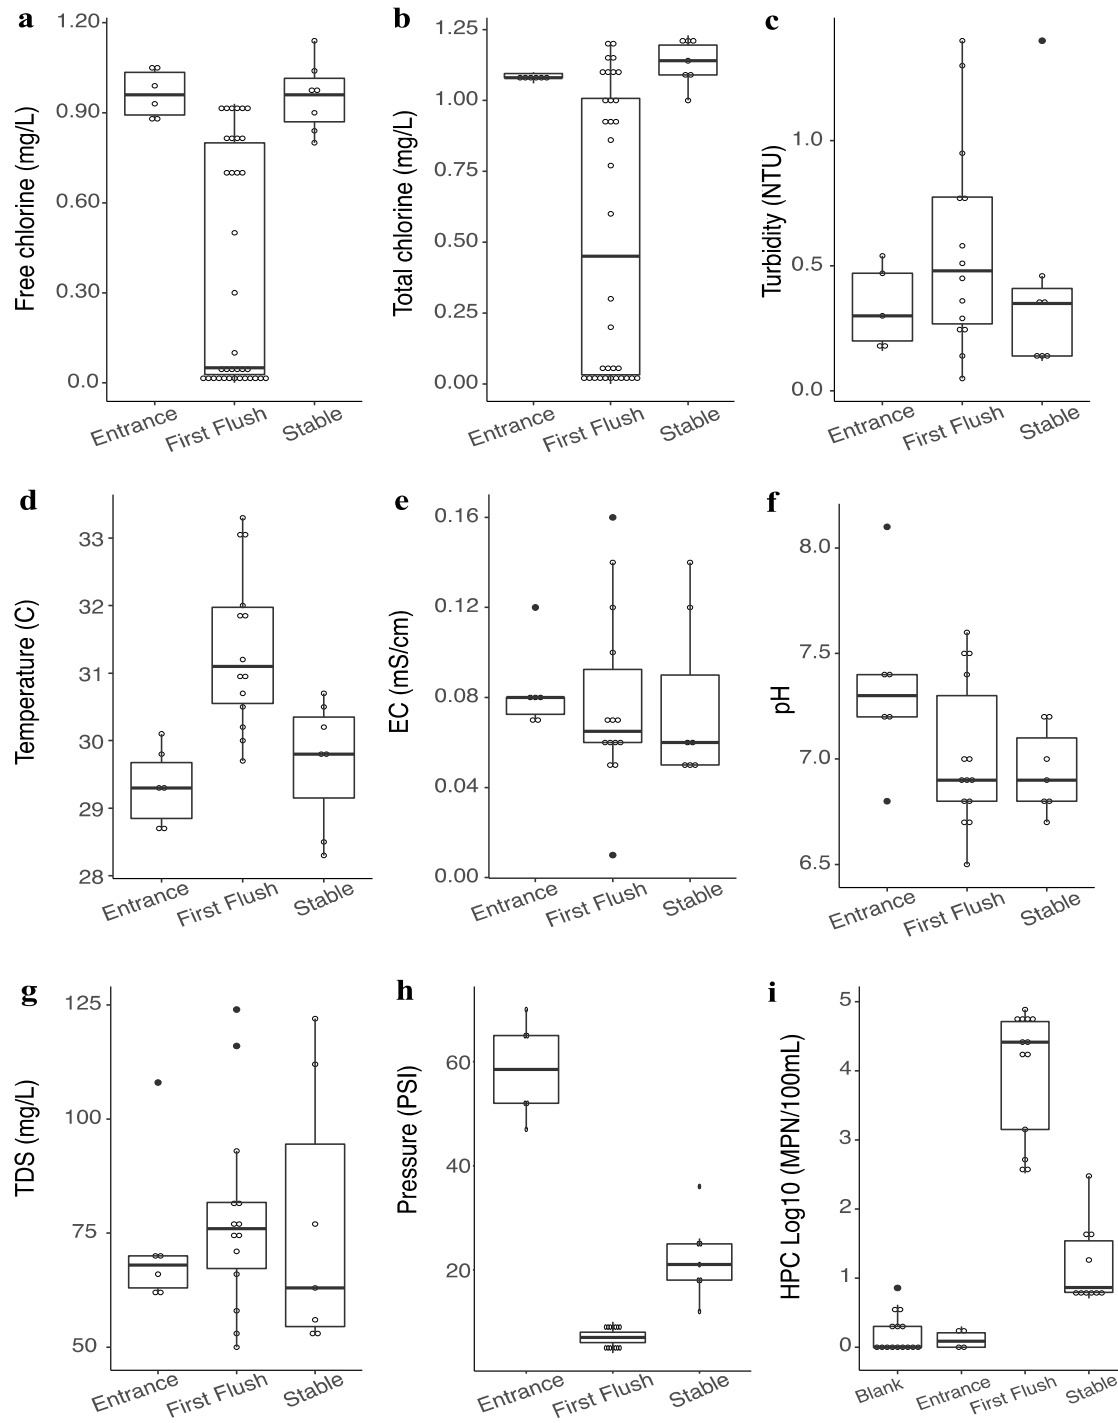 a
Free chlorine (mg/L)
1.20
0.90
0.60
0.30
0.0
Entrance
First Flush
Stable
b
Total chlorine (mg/L)
1.25
1.00
0.75
0.50
0.25
0.00
Entrance
First Flush
Stable
c
Turbidity (NTU)
1.0
0.5
0.0
Entrance
First Flush
Stable
d
Temperature (C)
33
32
31
30
29
28
Entrance
First Flush
Stable
e
EC (mS/cm)
0.16
0.12
0.08
0.04
0.00
Entrance
First Flush
Stable
f
pH
8.0
7.5
7.0
6.5
Entrance
First Flush
Stable
g
TDS (mg/L)
125
100
75
50
Entrance
First Flush
Stable
h
Pressure (PSI)
60
40
20
Entrance
First Flush
Stable
i
HPC Log10 (MPN/100mL)
5
4
3
2
1
0
Blank
Entrance
First Flush
Stable